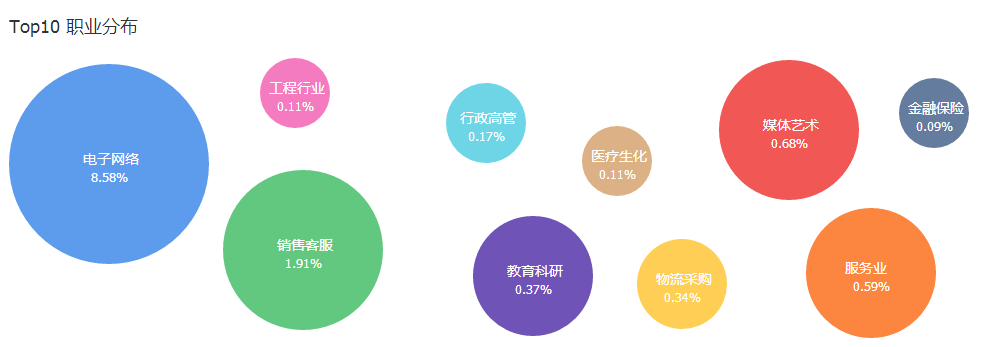 Top10 职业分布
电子网络
8.58%
工程行业
0.11%
销售客服
1.91%
行政高管
0.17%
医疗生化
0.11%
教育科研
0.37%
物流采购
0.34%
媒体艺术
0.68%
服务业
0.59%
金融保险
0.09%